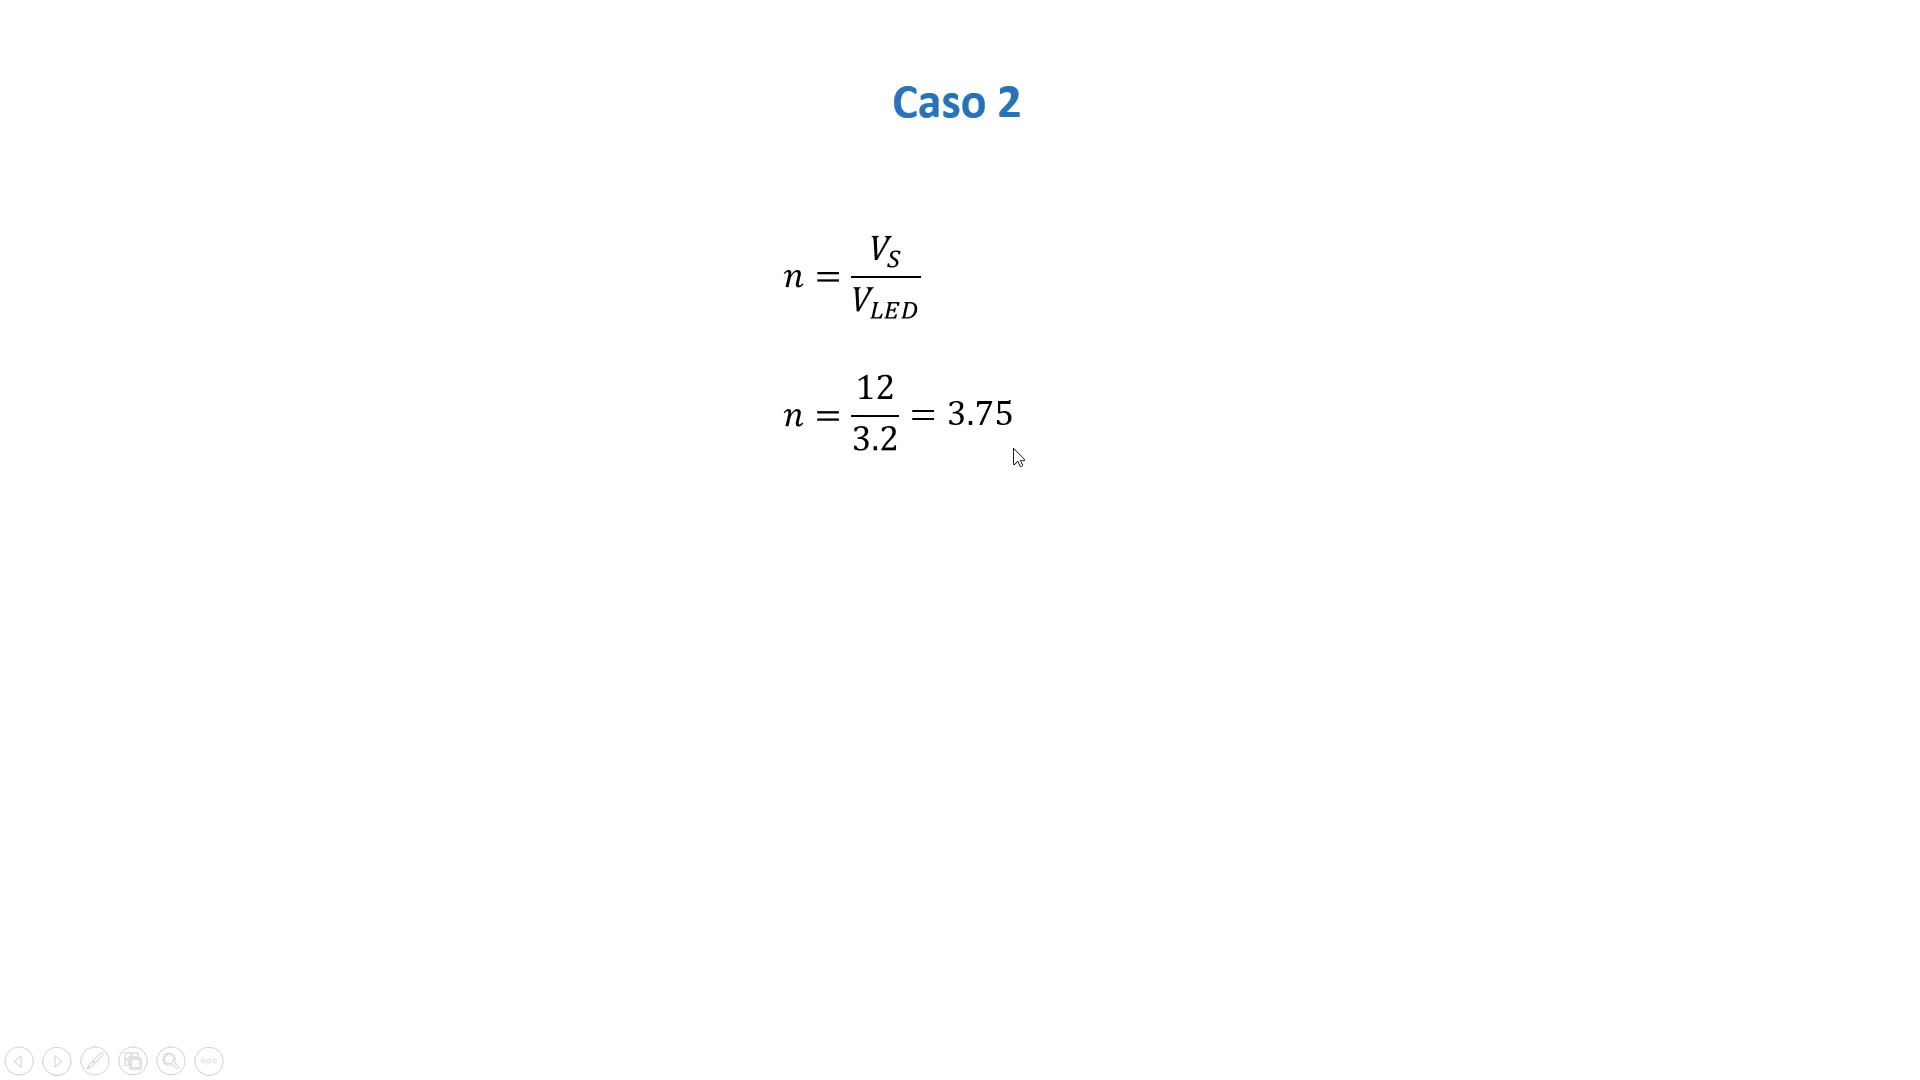 Caso 2
n = V_S / V_LED
n = 12 / 3.2 = 3.75